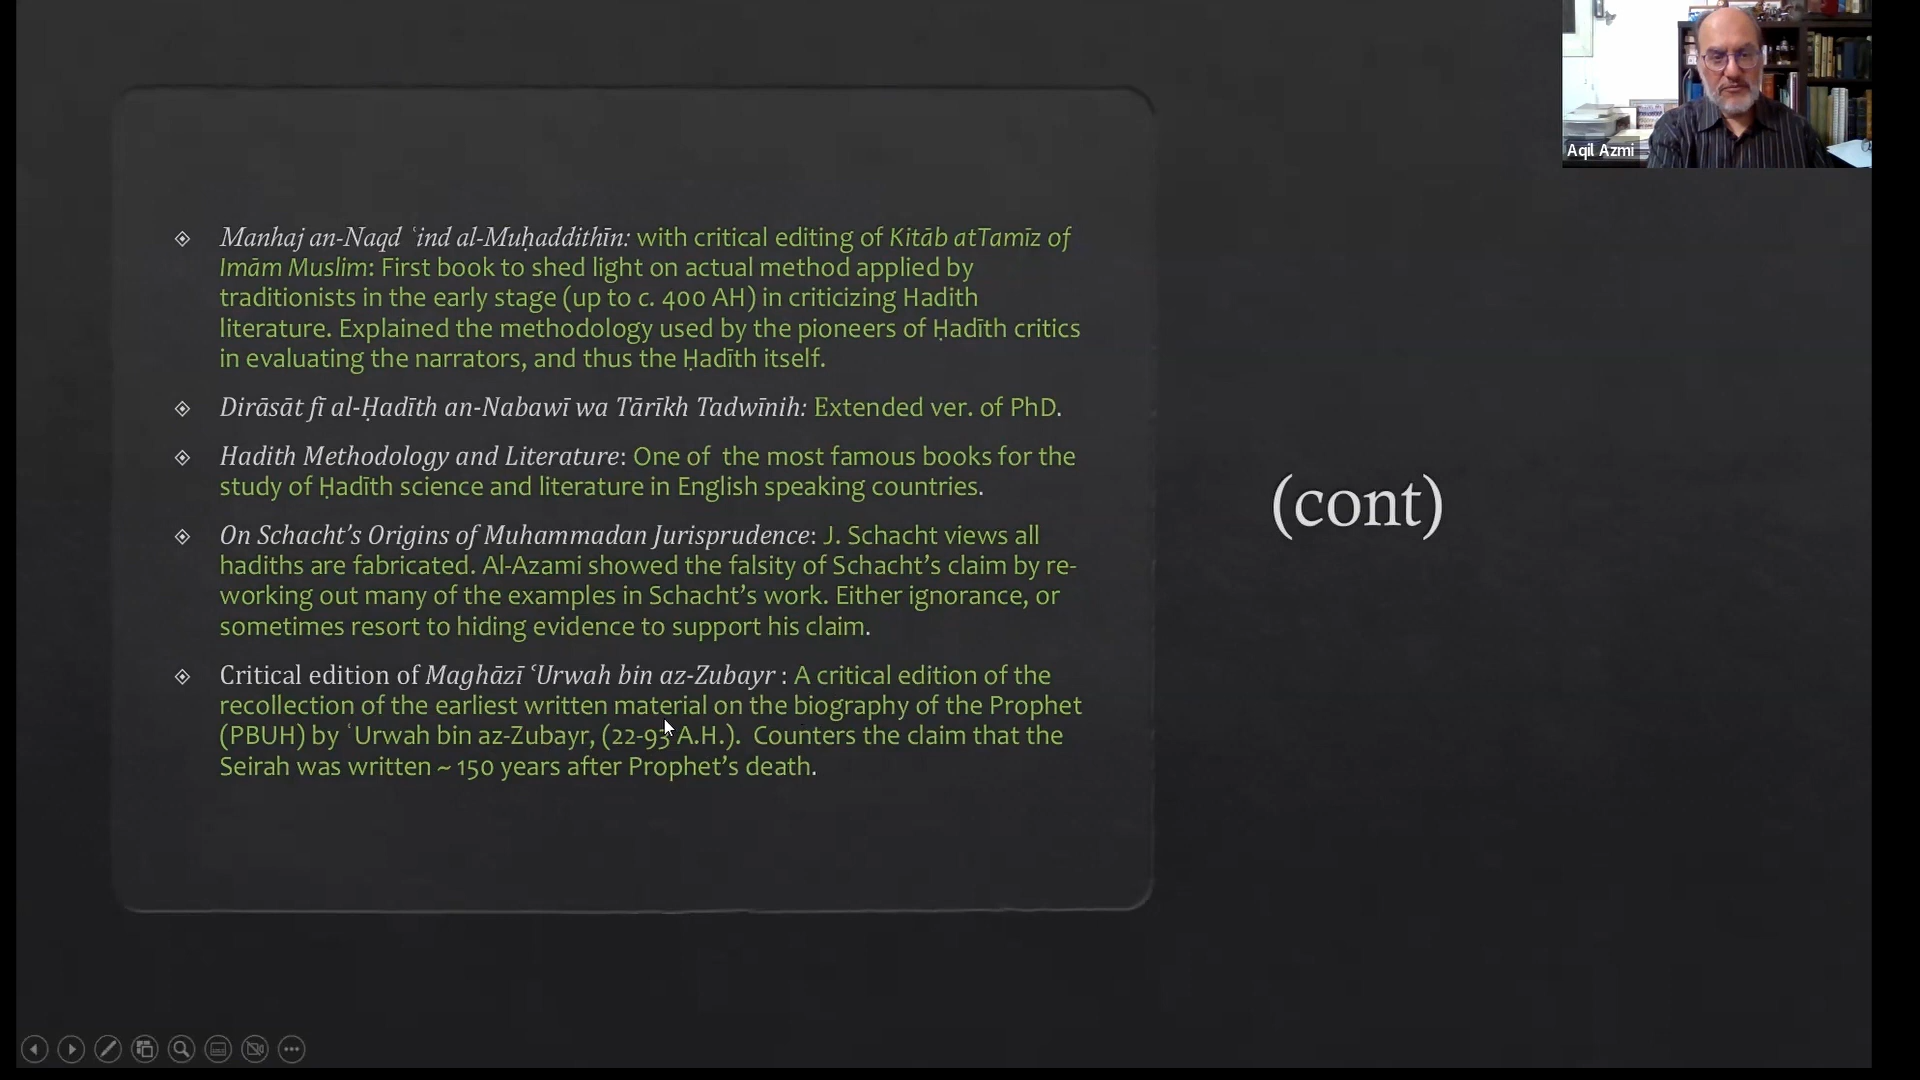 Manhaj an-Naqd ʿind al-Muḥaddithīn: with critical editing of Kitāb atTamīz of
Imām Muslim: First book to shed light on actual method applied by
traditionists in the early stage (up to c. 400 AH) in criticizing Hadith
literature. Explained the methodology used by the pioneers of Ḥadīth critics
in evaluating the narrators, and thus the Ḥadīth itself.
Dirāsāt fī al-Ḥadīth an-Nabawī wa Tārīkh Tadwīnih: Extended ver. of PhD.
Hadith Methodology and Literature: One of the most famous books for the
study of Ḥadīth science and literature in English speaking countries.
On Schacht’s Origins of Muhammadan Jurisprudence: J. Schacht views all
hadiths are fabricated. Al-Azami showed the falsity of Schacht’s claim by re-
working out many of the examples in Schacht’s work. Either ignorance, or
sometimes resort to hiding evidence to support his claim.
Critical edition of Maghāzī ʿUrwah bin az-Zubayr : A critical edition of the
recollection of the earliest written material on the biography of the Prophet
(PBUH) by ʿUrwah bin az-Zubayr, (22-93 A.H.). Counters the claim that the
Seirah was written ~ 150 years after Prophet’s death.
(cont)
Aqil Azmi